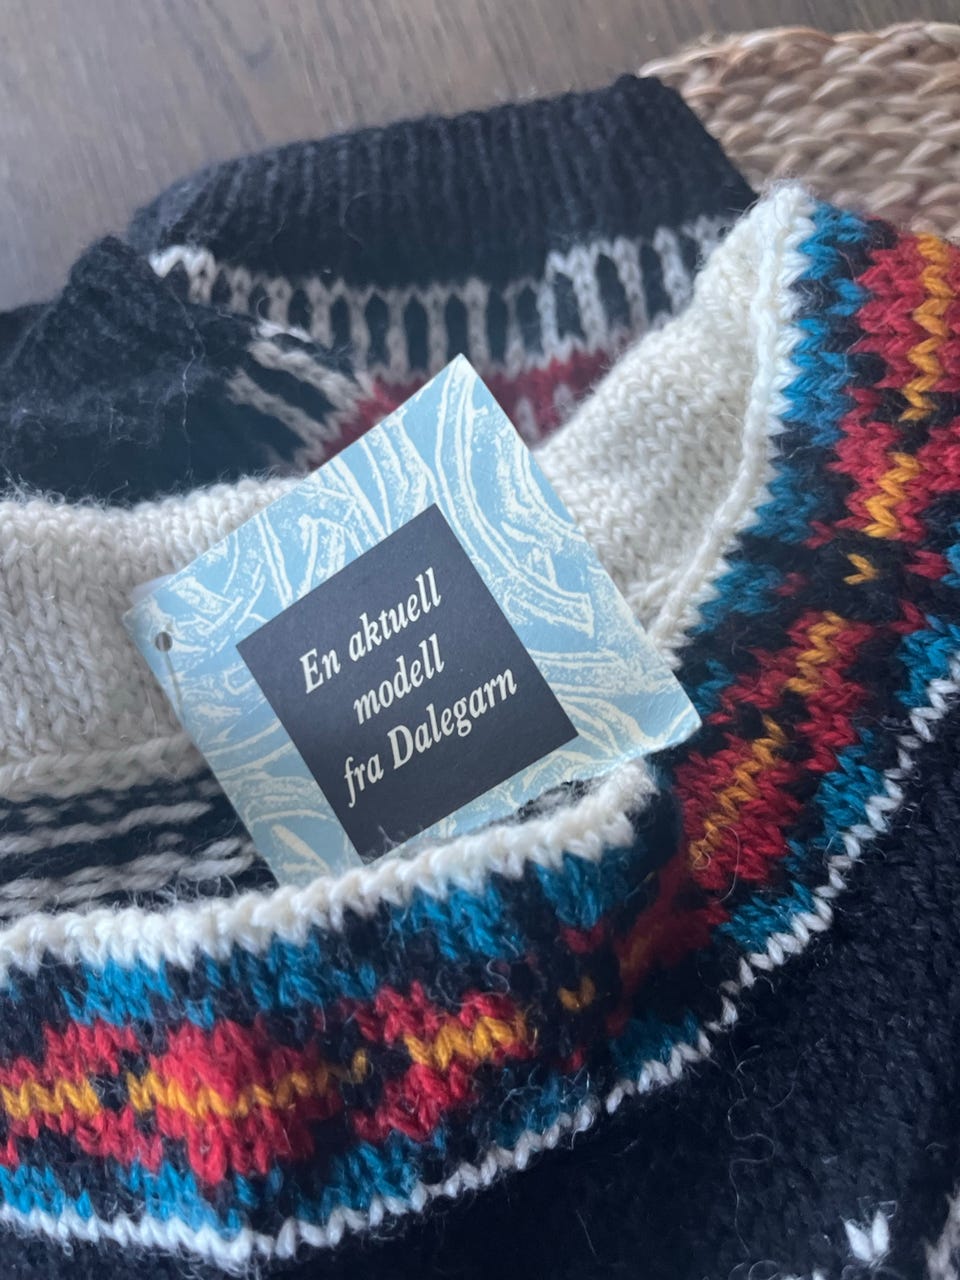 En aktuell
modell
fra Dalegarn